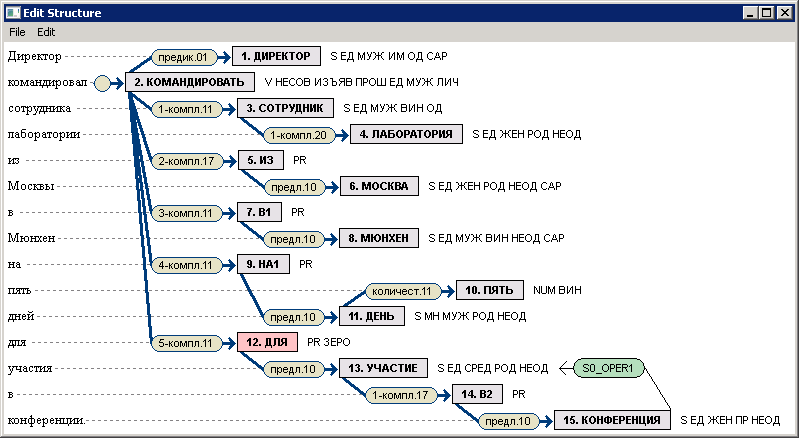 Edit Structure
File Edit
Директор предик.01 1. ДИРЕКТОР S ЕД МУЖ ИМ ОД CAP
командировал 2. КОМАНДИРОВАТЬ V НЕСОВ ИЗЪЯВ ПРОШ ЕД МУЖ ЛИЧ
сотрудника 1-компл.11 3. СОТРУДНИК S ЕД МУЖ ВИН ОД
лаборатории 1-компл.20 4. ЛАБОРАТОРИЯ S ЕД ЖЕН РОД НЕОД
из 2-компл.17 5. ИЗ PR
Москвы предл.10 6. МОСКВА S ЕД ЖЕН РОД НЕОД CAP
в 3-компл.11 7. В1 PR
Мюнхен предл.10 8. МЮНХЕН S ЕД МУЖ ВИН НЕОД CAP
на 4-компл.11 9. НА1 PR
пять количест.11 10. ПЯТЬ NUM ВИН
дней предл.10 11. ДЕНЬ S МН МУЖ РОД НЕОД
для 5-компл.11 12. ДЛЯ PR ЗЕРО
участия предл.10 13. УЧАСТИЕ S ЕД СРЕД РОД НЕОД S0_OPER1
в 1-компл.17 14. В2 PR
конференции. предл.10 15. КОНФЕРЕНЦИЯ S ЕД ЖЕН ПР НЕОД